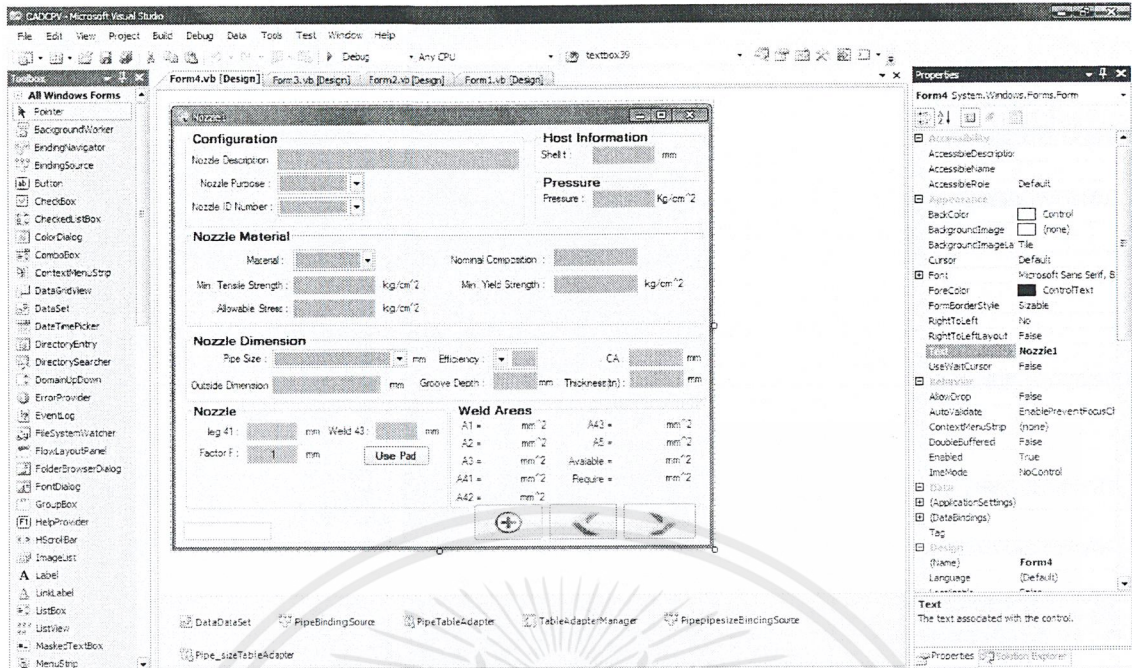 CADCPV - Microsoft Visual Studio
File Edit View Project Build Debug Data Tools Test Window Help
Debug Any CPU textbox39
Toolbox
All Windows Forms
Pointer
BackgroundWorker
BindingNavigator
BindingSource
Button
CheckBox
CheckedListBox
ColorDialog
ComboBox
ContextMenuStrip
DataGridView
DataSet
DateTimePicker
DirectoryEntry
DirectorySearcher
DomainUpDown
ErrorProvider
EventLog
FileSystemWatcher
FlowLayoutPanel
FolderBrowserDialog
FontDialog
GroupBox
HelpProvider
HScrollBar
ImageList
Label
LinkLabel
ListBox
ListView
MaskedTextBox
MenuStrip
Form4.vb [Design] Form3.vb [Design] Form2.vb [Design] Form1.vb [Design]
Nozzle1
Configuration
Nozzle Description
Nozzle Purpose :
Nozzle ID Number :
Host Information
Shell t : mm
Pressure
Pressure : Kg/cm^2
Nozzle Material
Material : Nominal Composition :
Min. Tensile Strength : kg/cm^2 Min. Yield Strength : kg/cm^2
Allowable Stress : kg/cm^2
Nozzle Dimension
Pipe Size : mm Efficiency : CA mm
Outside Dimension mm Groove Depth : mm Thickness(tn) : mm
Nozzle
leg 41 : mm Weld 43 : mm
Factor F : 1 mm Use Pad
Weld Areas
A1 = mm^2 A43 = mm^2
A2 = mm^2 A5 = mm^2
A3 = mm^2 Avaiable = mm^2
A41 = mm^2 Require = mm^2
A42 = mm^2
DataDataSet PipeBindingSource PipeTableAdapter TableAdapterManager PipepipesizeBindingSource
Pipe_sizeTableAdapter
Properties
Form4 System.Windows.Forms.Form
Accessibility
AccessibleDescriptio
AccessibleName
AccessibleRole Default
Appearance
BackColor Control
BackgroundImage (none)
BackgroundImageLa Tile
Cursor Default
Font Microsoft Sans Serif, 8
ForeColor ControlText
FormBorderStyle Sizable
RightToLeft No
RightToLeftLayout False
Text Nozzle1
UseWaitCursor False
Behavior
AllowDrop False
AutoValidate EnablePreventFocusCh
ContextMenuStrip (none)
DoubleBuffered False
Enabled True
ImeMode NoControl
Data
(ApplicationSettings)
(DataBindings)
Tag
Design
(Name) Form4
Language (Default)
Text
The text associated with the control.
Properties Solution Explorer